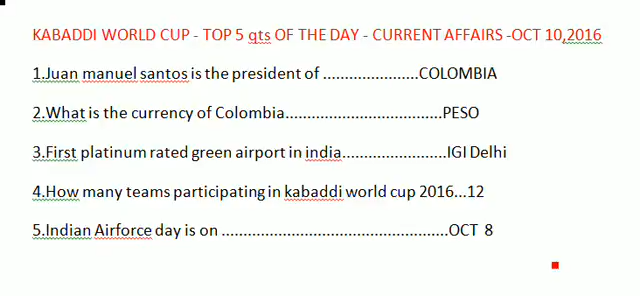 KABADDI WORLD CUP - TOP 5 qts OF THE DAY - CURRENT AFFAIRS -OCT 10,2016
1.Juan manuel santos is the president of ......................COLOMBIA
2.What is the currency of Colombia....................................PESO
3.First platinum rated green airport in india........................IGI Delhi
4.How many teams participating in kabaddi world cup 2016...12
5.Indian Airforce day is on ....................................................OCT 8